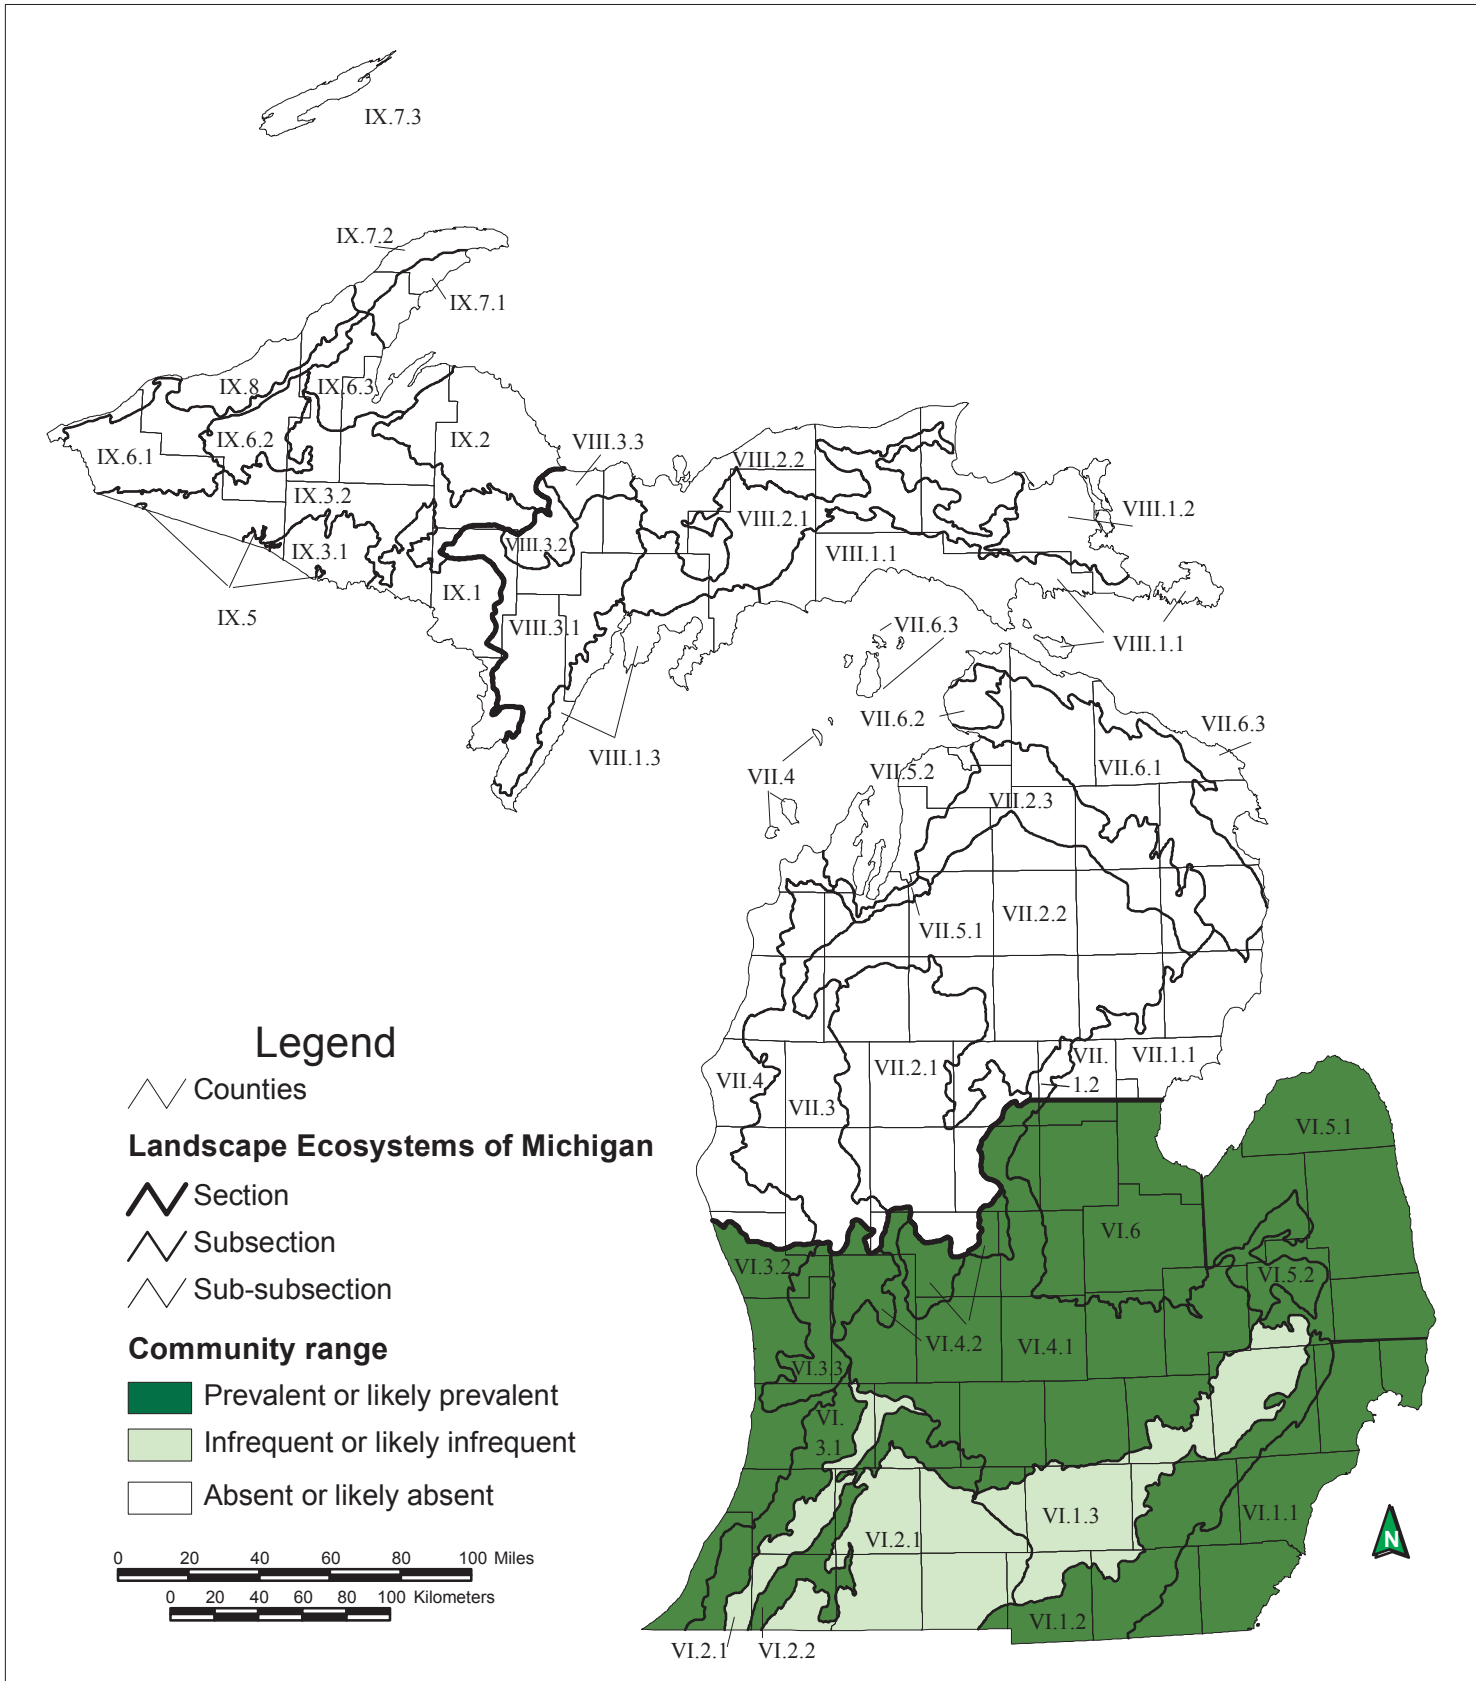 IX.7.3
IX.7.2
IX.7.1
IX.8
IX.6.3
IX.6.2
IX.2
IX.6.1
VIII.3.3
VIII.2.2
IX.3.2
VIII.2.1
VIII.1.2
IX.3.1
VIII.3.2
VIII.1.1
IX.1
IX.5
VIII.3.1
VII.6.3
VIII.1.1
VII.6.2
VII.6.3
VIII.1.3
VII.4
VII.5.2
VII.6.1
VII.2.3
VII.5.1
VII.2.2
VII.4
VII.3
VII.2.1
VII.
1.2
VII.1.1
VI.5.1
VI.6
VI.3.2
VI.5.2
VI.4.2
VI.4.1
VI.3.3
VI.
3.1
VI.2.1
VI.1.3
VI.1.1
VI.1.2
VI.2.1
VI.2.2
Legend
Counties
Landscape Ecosystems of Michigan
Section
Subsection
Sub-subsection
Community range
Prevalent or likely prevalent
Infrequent or likely infrequent
Absent or likely absent
0 20 40 60 80 100 Miles
0 20 40 60 80 100 Kilometers
N